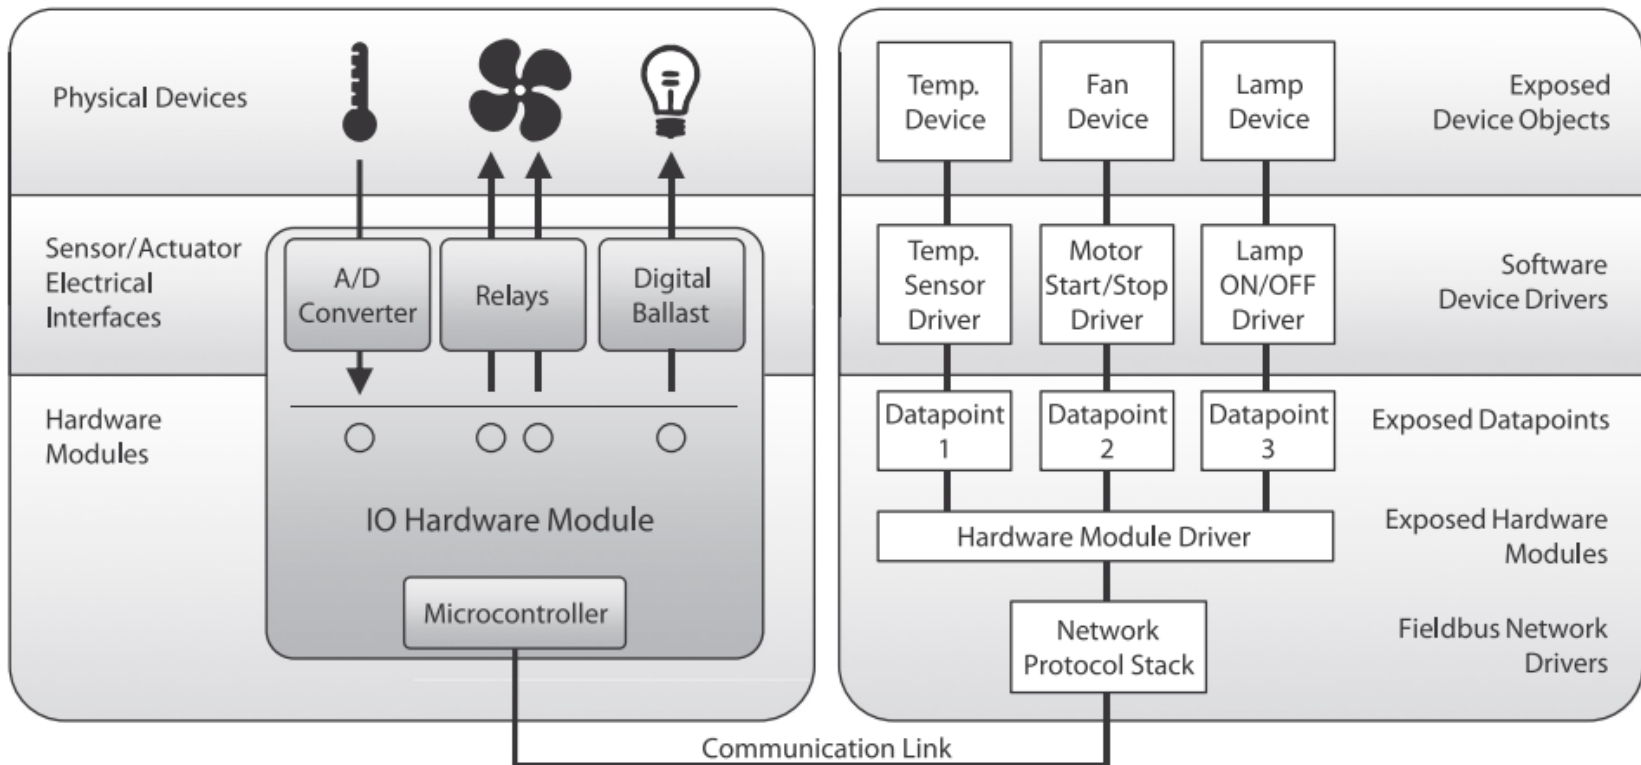 Physical Devices
Sensor/Actuator
Electrical
Interfaces
A/D
Converter
Relays
Digital
Ballast
Hardware
Modules
IO Hardware Module
Microcontroller
Temp.
Device
Fan
Device
Lamp
Device
Exposed
Device Objects
Temp.
Sensor
Driver
Motor
Start/Stop
Driver
Lamp
ON/OFF
Driver
Software
Device Drivers
Datapoint
1
Datapoint
2
Datapoint
3
Exposed Datapoints
Hardware Module Driver
Exposed Hardware
Modules
Network
Protocol Stack
Fieldbus Network
Drivers
Communication Link